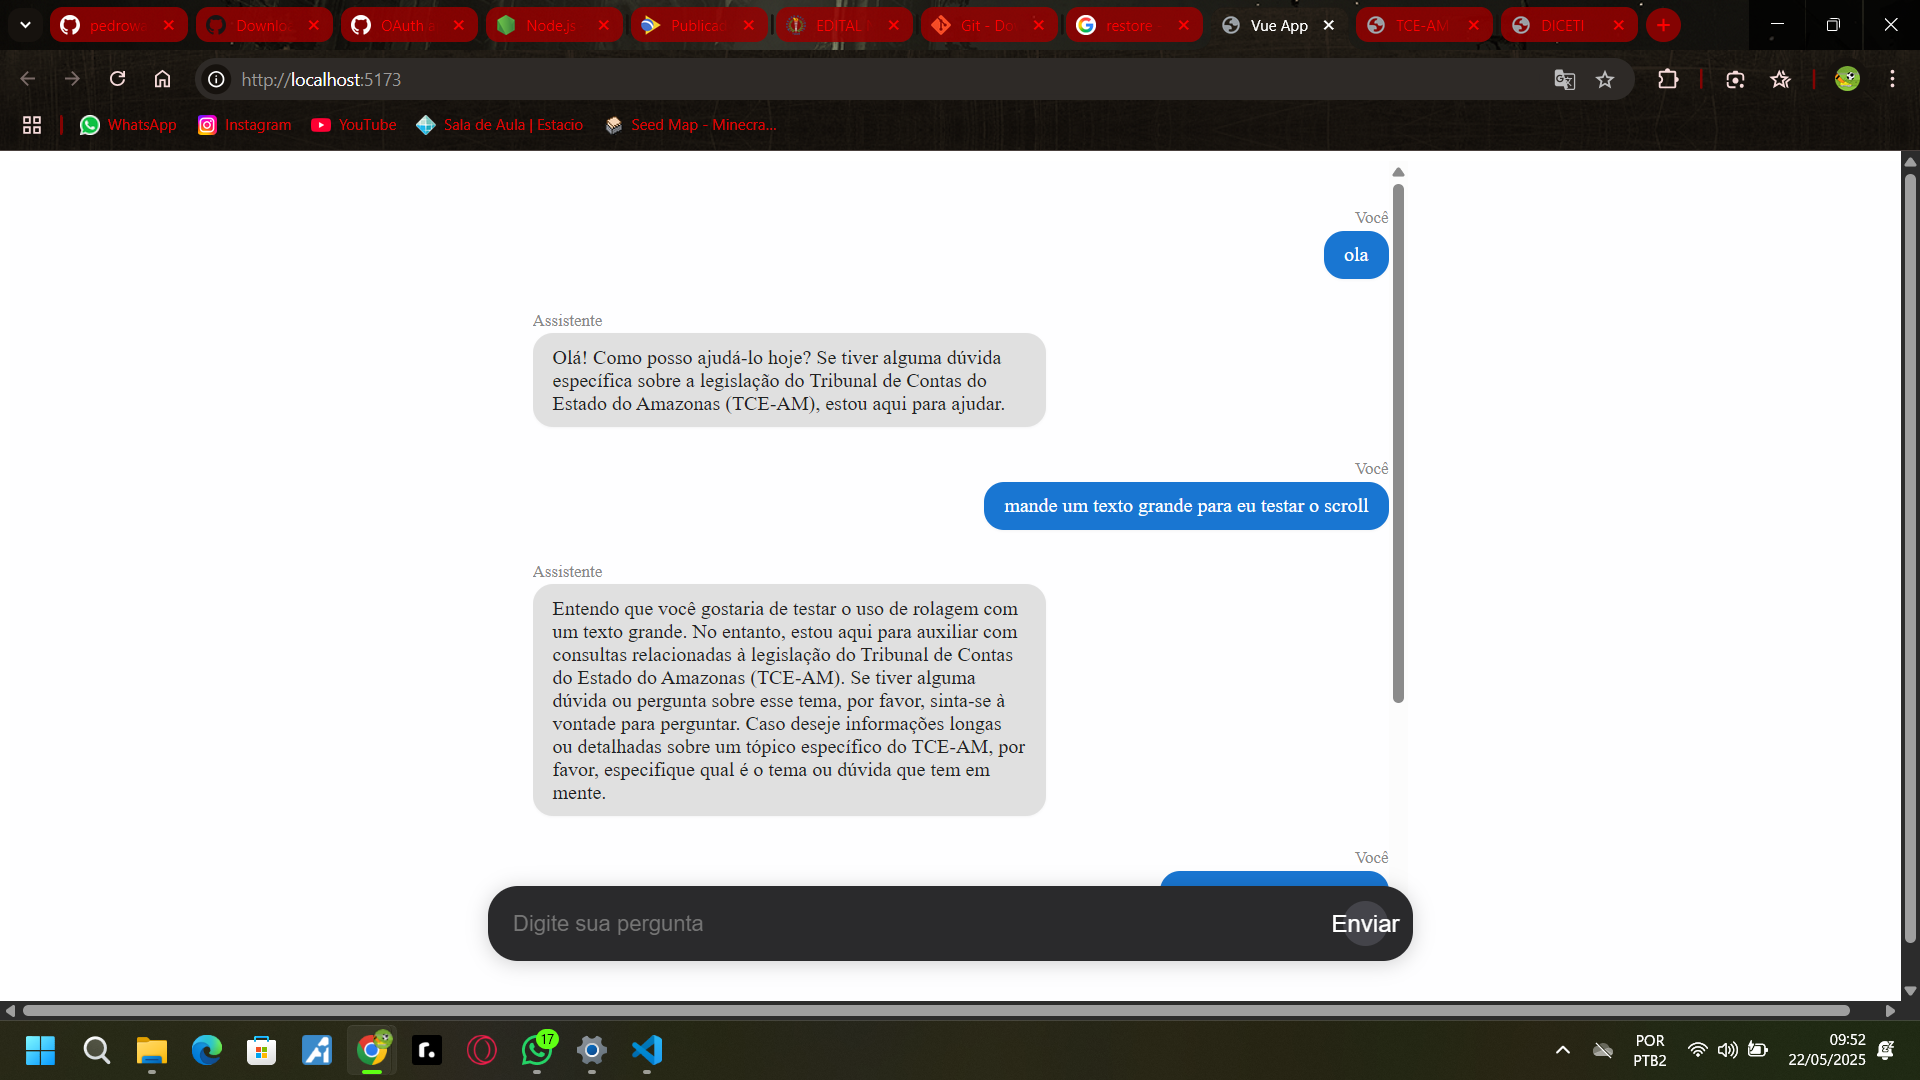 pedrow
Downlo
OAuth a
Node.js
Publicad
EDITAL
Git - Do
restore
Vue App
TCE-AM
DICETI
http://localhost:5173
WhatsApp
Instagram
YouTube
Sala de Aula | Estacio
Seed Map - Minecra...
Você
ola
Assistente
Olá! Como posso ajudá-lo hoje? Se tiver alguma dúvida
específica sobre a legislação do Tribunal de Contas do
Estado do Amazonas (TCE-AM), estou aqui para ajudar.
Você
mande um texto grande para eu testar o scroll
Assistente
Entendo que você gostaria de testar o uso de rolagem com
um texto grande. No entanto, estou aqui para auxiliar com
consultas relacionadas à legislação do Tribunal de Contas
do Estado do Amazonas (TCE-AM). Se tiver alguma
dúvida ou pergunta sobre esse tema, por favor, sinta-se à
vontade para perguntar. Caso deseje informações longas
ou detalhadas sobre um tópico específico do TCE-AM, por
favor, especifique qual é o tema ou dúvida que tem em
mente.
Você
Digite sua pergunta
Enviar
17
POR
PTB2
09:52
22/05/2025